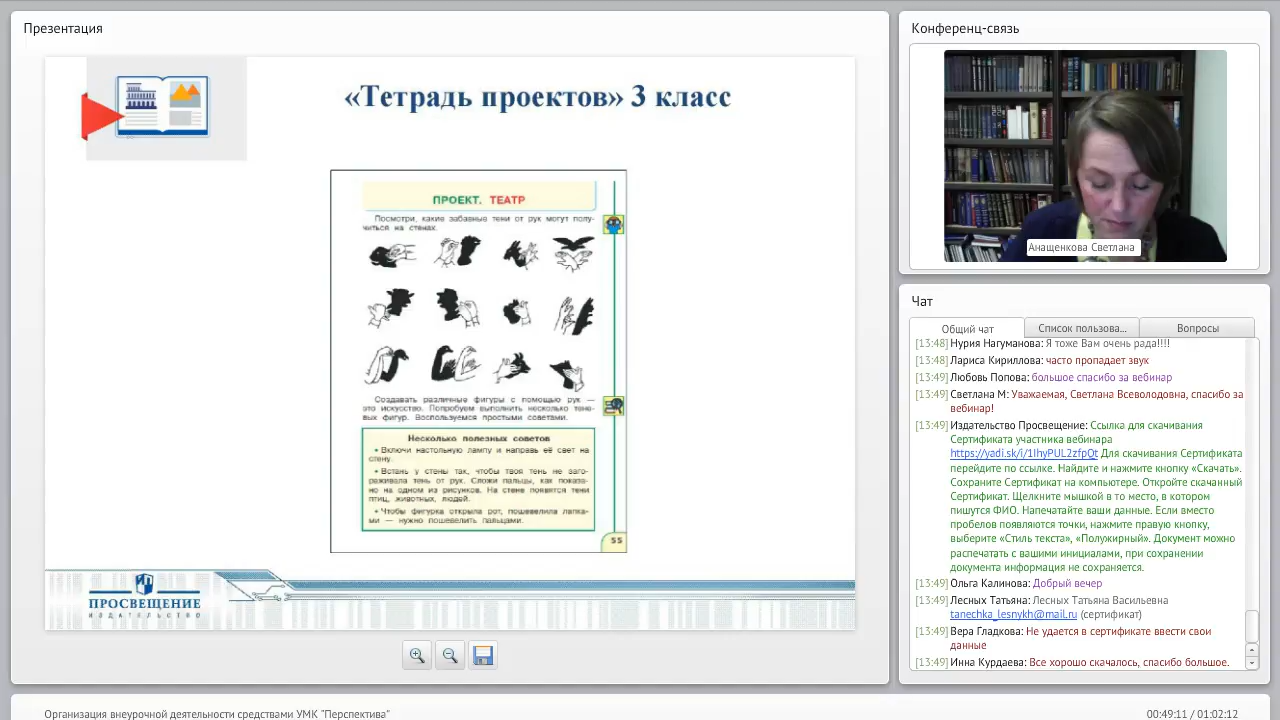 Презентация
«Тетрадь проектов» 3 класс
ПРОЕКТ. ТЕАТР
Посмотри, какие забавные тени от рук могут полу-
читься на стенах.
Создавать различные фигуры с помощью рук —
это искусство. Попробуем выполнить несколько тене-
вых фигур. Воспользуемся простыми советами.
Несколько полезных советов
• Включи настольную лампу и направь её свет на
стену.
• Встань у стены так, чтобы твоя тень не заго-
раживала тень от рук. Сложи пальцы, как показа-
но на одном из рисунков. На стене появятся тени
птиц, животных, людей.
• Чтобы фигурка открыла рот, пошевелила лапка-
ми — нужно пошевелить пальцами.
55
ПРОСВЕЩЕНИЕ
ИЗДАТЕЛЬСТВО
Конференц-связь
Анащенкова Светлана
Чат
Общий чат
Список пользова...
Вопросы
[13:48] Нурия Нагуманова: Я тоже Вам очень рада!!!!
[13:48] Лариса Кириллова: часто пропадает звук
[13:49] Любовь Попова: большое спасибо за вебинар
[13:49] Светлана М: Уважаемая, Светлана Всеволодовна, спасибо за
вебинар!
[13:49] Издательство Просвещение: Ссылка для скачивания
Сертификата участника вебинара
https://yadi.sk/i/1IhyPUL2zfpQt Для скачивания Сертификата
перейдите по ссылке. Найдите и нажмите кнопку «Скачать».
Сохраните Сертификат на компьютере. Откройте скачанный
Сертификат. Щелкните мышкой в то место, в котором
пишутся ФИО. Напечатайте ваши данные. Если вместо
пробелов появляются точки, нажмите правую кнопку,
выберите «Стиль текста», «Полужирный». Документ можно
распечатать с вашими инициалами, при сохранении
документа информация не сохраняется.
[13:49] Ольга Калинова: Добрый вечер
[13:49] Лесных Татьяна: Лесных Татьяна Васильевна
tanechka_lesnykh@mail.ru (сертификат)
[13:49] Вера Гладкова: Не удается в сертификате ввести свои
данные
[13:49] Инна Курдаева: Все хорошо скачалось, спасибо большое.
Организация внеурочной деятельности средствами УМК "Перспектива"
00:49:11 / 01:02:12